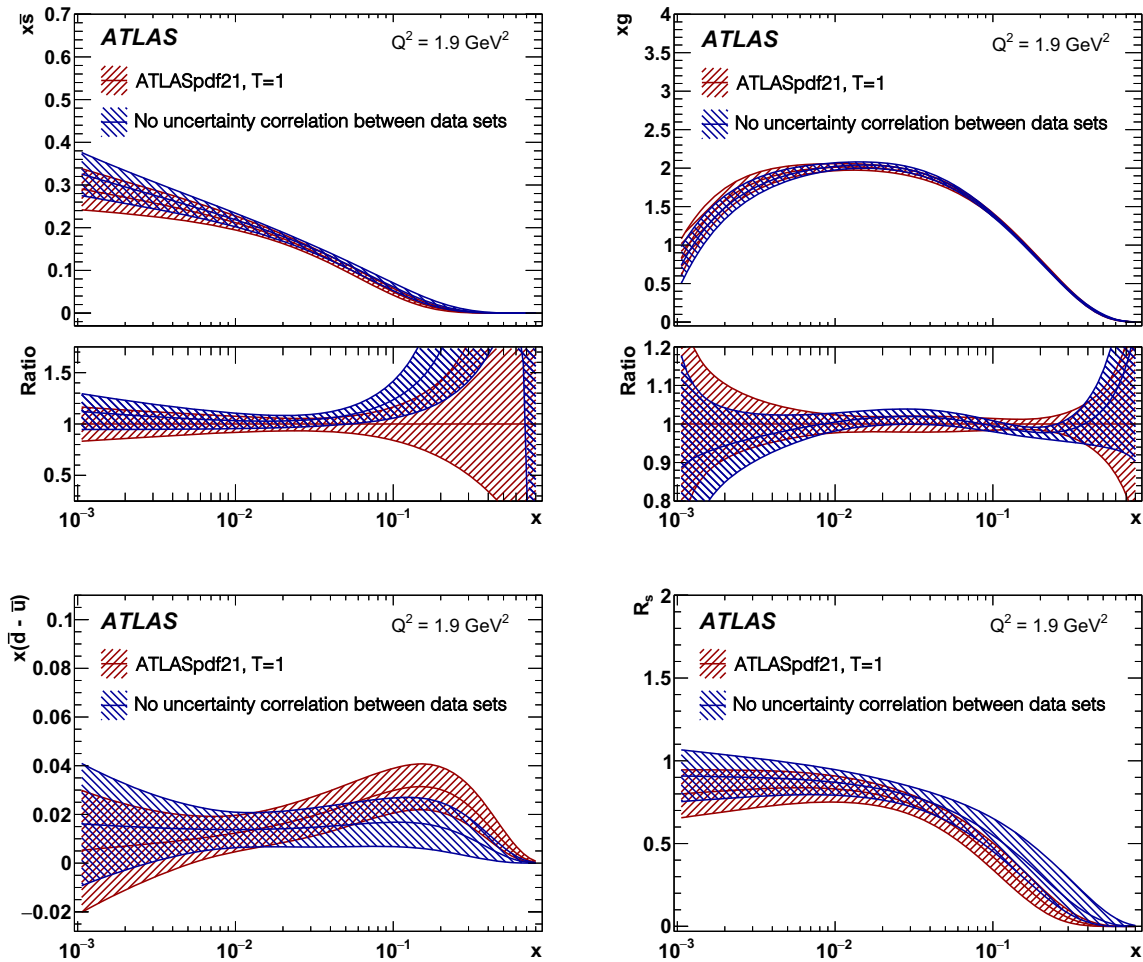 xs̅
0.7
0.6
0.5
0.4
0.3
0.2
0.1
0
ATLAS
Q² = 1.9 GeV²
ATLASpdf21, T=1
No uncertainty correlation between data sets
Ratio
1.5
1
0.5
10⁻³ 10⁻² 10⁻¹ x
xg
4
3.5
3
2.5
2
1.5
1
0.5
0
ATLAS
Q² = 1.9 GeV²
ATLASpdf21, T=1
No uncertainty correlation between data sets
Ratio
1.2
1.1
1
0.9
0.8
10⁻³ 10⁻² 10⁻¹ x
x(d̅ - u̅)
0.1
0.08
0.06
0.04
0.02
0
−0.02
ATLAS
Q² = 1.9 GeV²
ATLASpdf21, T=1
No uncertainty correlation between data sets
10⁻³ 10⁻² 10⁻¹ x
Rₛ
2
1.5
1
0.5
0
ATLAS
Q² = 1.9 GeV²
ATLASpdf21, T=1
No uncertainty correlation between data sets
10⁻³ 10⁻² 10⁻¹ x